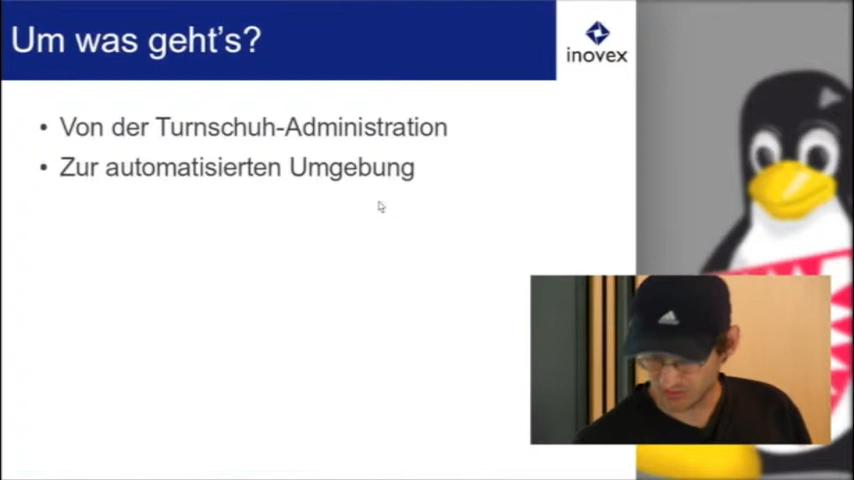 Um was geht's?
inovex
• Von der Turnschuh-Administration
• Zur automatisierten Umgebung